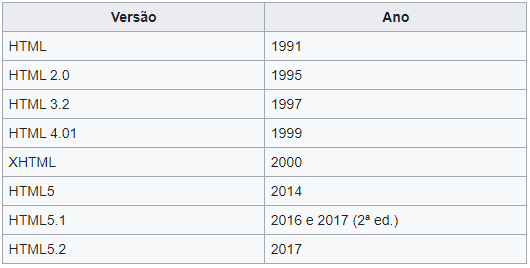 Versão Ano
HTML 1991
HTML 2.0 1995
HTML 3.2 1997
HTML 4.01 1999
XHTML 2000
HTML5 2014
HTML5.1 2016 e 2017 (2ª ed.)
HTML5.2 2017